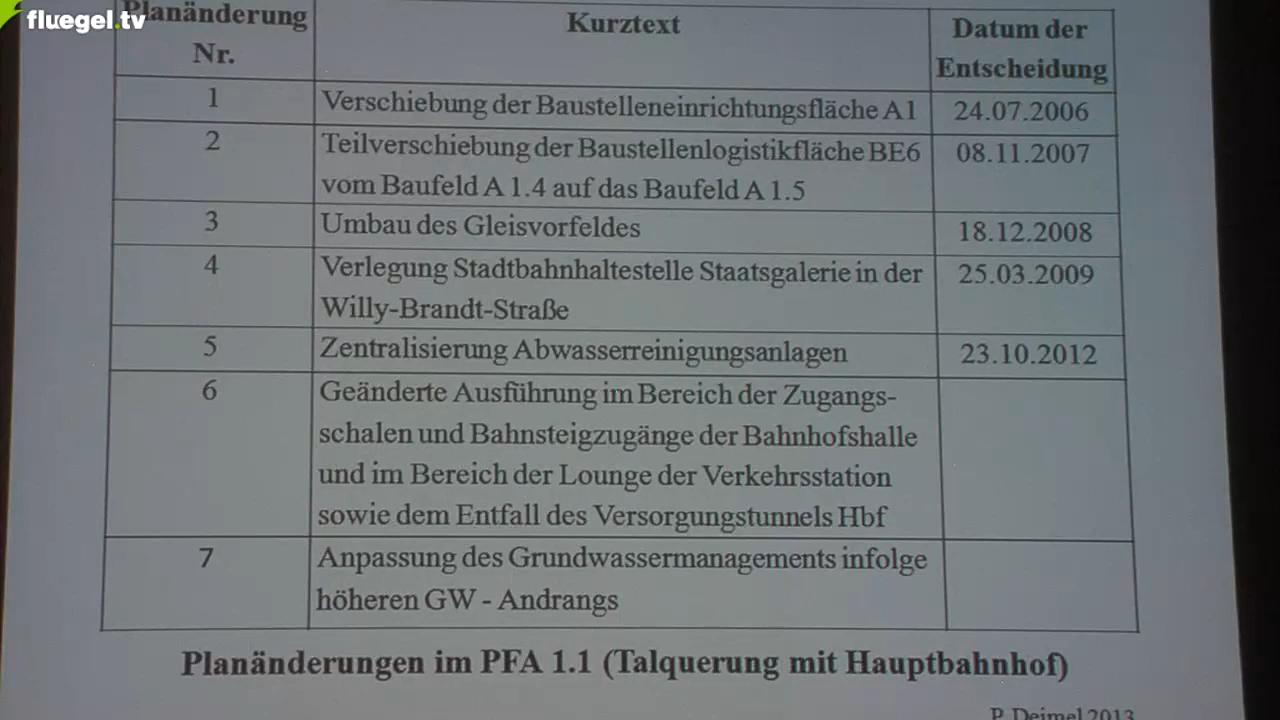 fluegel.tv
Planänderung
Nr.
Kurztext
Datum der
Entscheidung
1
Verschiebung der Baustelleneinrichtungsfläche A1
24.07.2006
2
Teilverschiebung der Baustellenlogistikfläche BE6
vom Baufeld A 1.4 auf das Baufeld A 1.5
08.11.2007
3
Umbau des Gleisvorfeldes
18.12.2008
4
Verlegung Stadtbahnhaltestelle Staatsgalerie in der
Willy-Brandt-Straße
25.03.2009
5
Zentralisierung Abwasserreinigungsanlagen
23.10.2012
6
Geänderte Ausführung im Bereich der Zugangs-
schalen und Bahnsteigzugänge der Bahnhofshalle
und im Bereich der Lounge der Verkehrsstation
sowie dem Entfall des Versorgungstunnels Hbf
7
Anpassung des Grundwassermanagements infolge
höheren GW - Andrangs
Planänderungen im PFA 1.1 (Talquerung mit Hauptbahnhof)
P. Deimel 2013